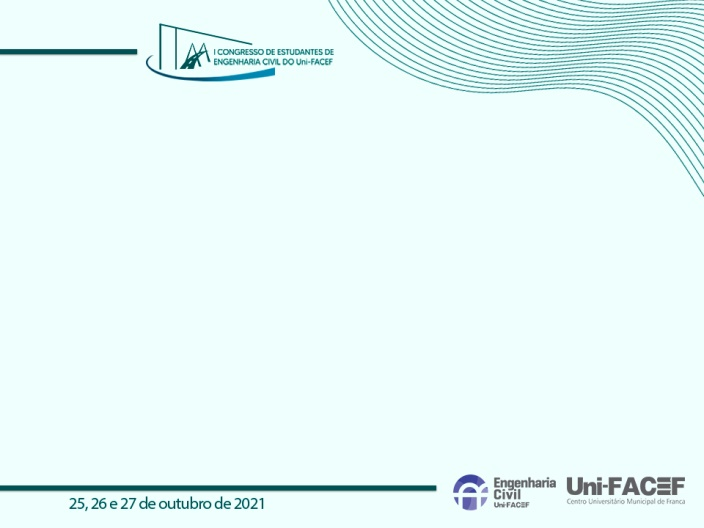 I CONGRESSO DE ESTUDANTES DE
ENGENHARIA CIVIL DO Uni-FACEF
25, 26 e 27 de outubro de 2021
Engenharia
Civil
Uni-FACEF
Uni-FACEF
Centro Universitário Municipal de Franca